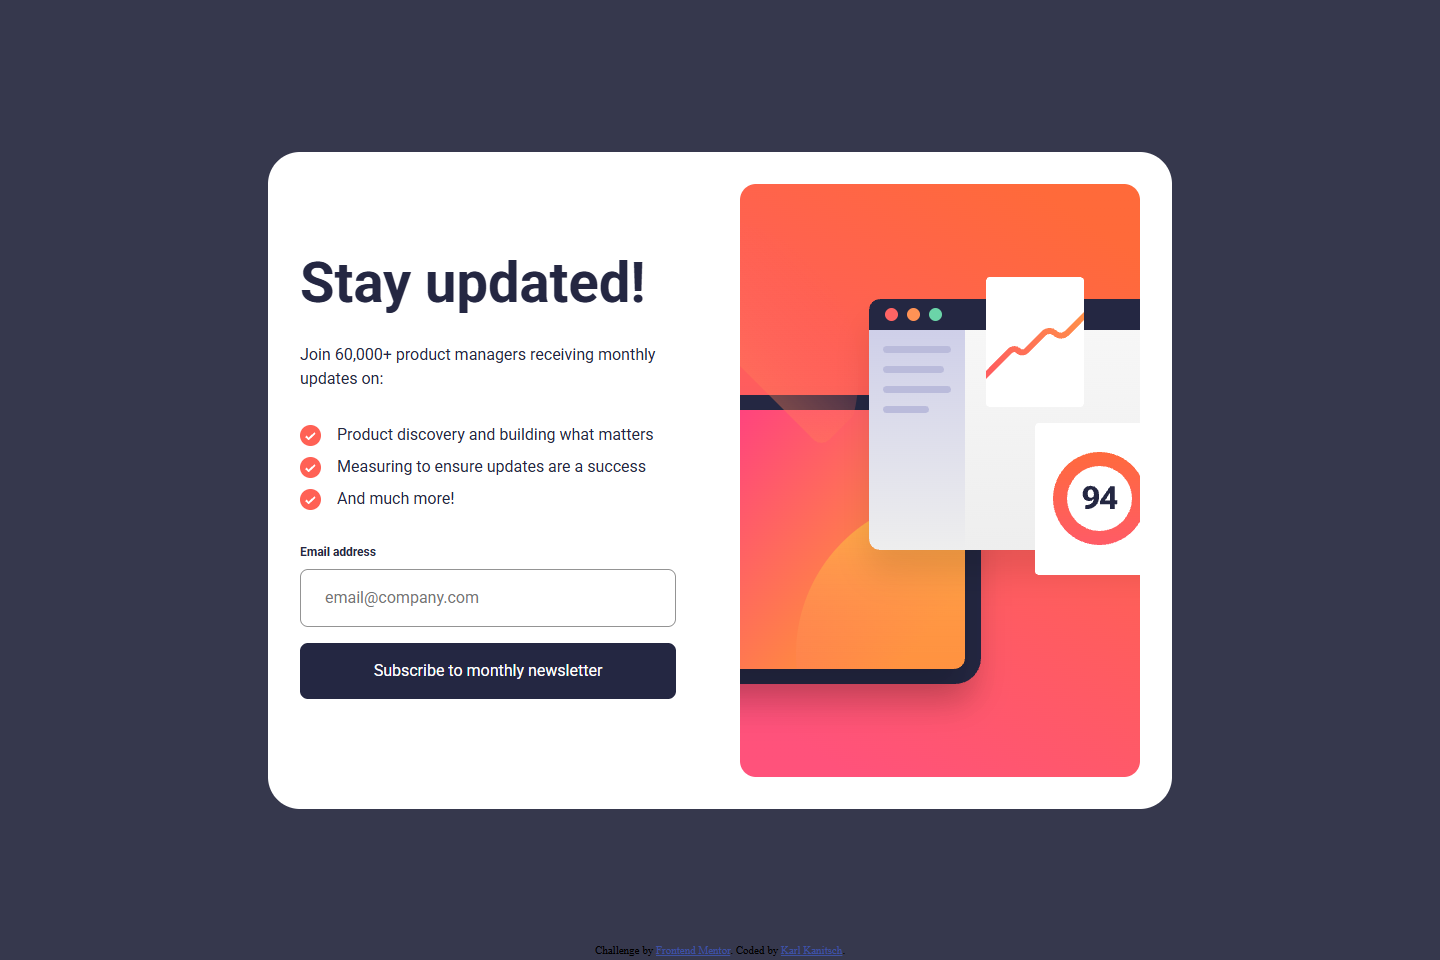 Stay updated!
Join 60,000+ product managers receiving monthly
updates on:
Product discovery and building what matters
Measuring to ensure updates are a success
And much more!
Email address
email@company.com
Subscribe to monthly newsletter
94
Challenge by Frontend Mentor. Coded by Karl Kanitsch.